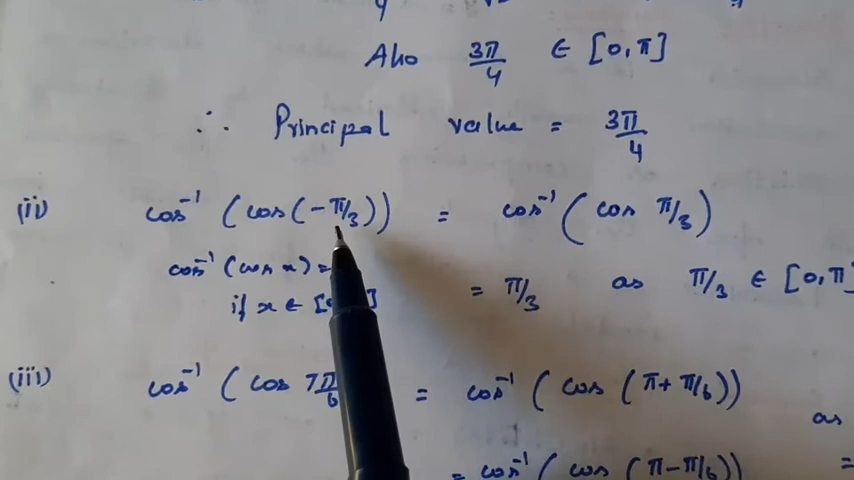 Also 3π/4 ∈ [0, π]
∴ Principal value = 3π/4
(ii) cos⁻¹ (cos(-π/3)) = cos⁻¹ (cos π/3)
cos⁻¹ (cos x) = = π/3 as π/3 ∈ [0, π]
if x ∈ [
(iii) cos⁻¹ (cos 7π/6 = cos⁻¹ (cos (π + π/6))
as
= cos⁻¹ (cos (π - π/6)) =